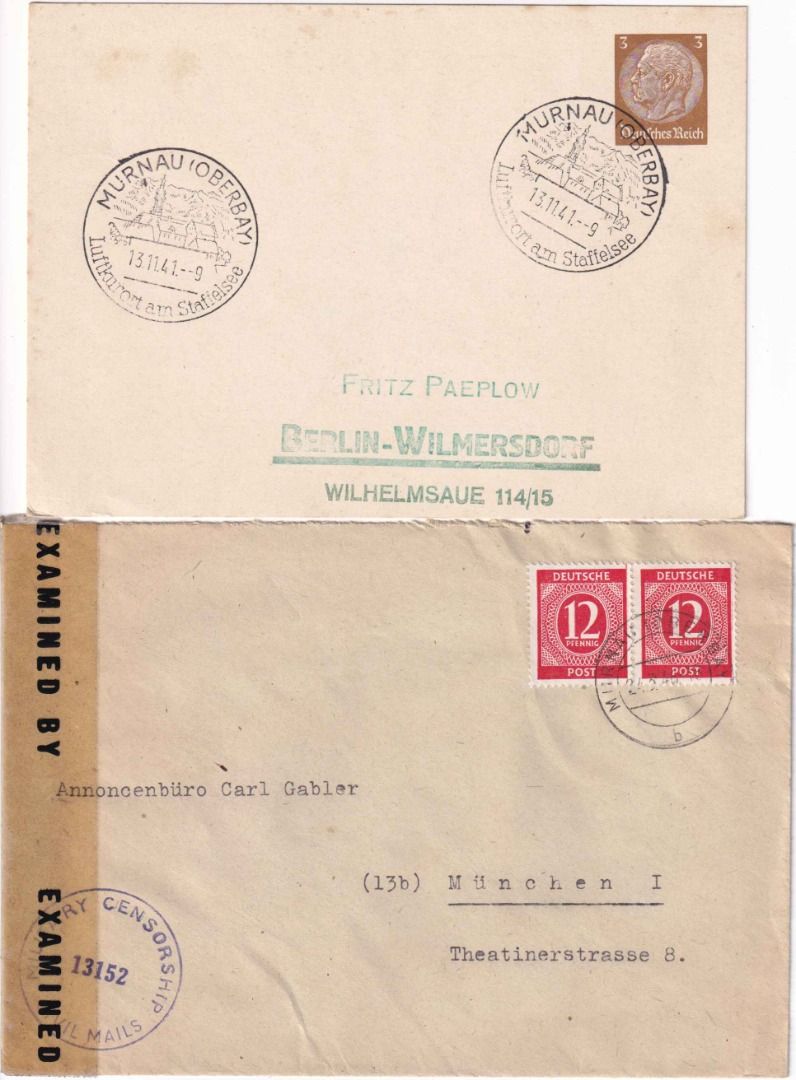 3 3
Deutsches Reich
MURNAU (OBERBAY)
13.11.41.--9
Luftkurort am Staffelsee
MURNAU (OBERBAY)
13.11.41.--9
Luftkurort am Staffelsee
FRITZ PAEPLOW
BERLIN-WILMERSDORF
WILHELMSAUE 114/15
EXAMINED BY
EXAMINED
DEUTSCHE
12
PFENNIG
POST
DEUTSCHE
12
PFENNIG
POST
b
Annoncenbüro Carl Gabler
(13b) München I
Theatinerstrasse 8.
CENSORSHIP
13152
MAILS